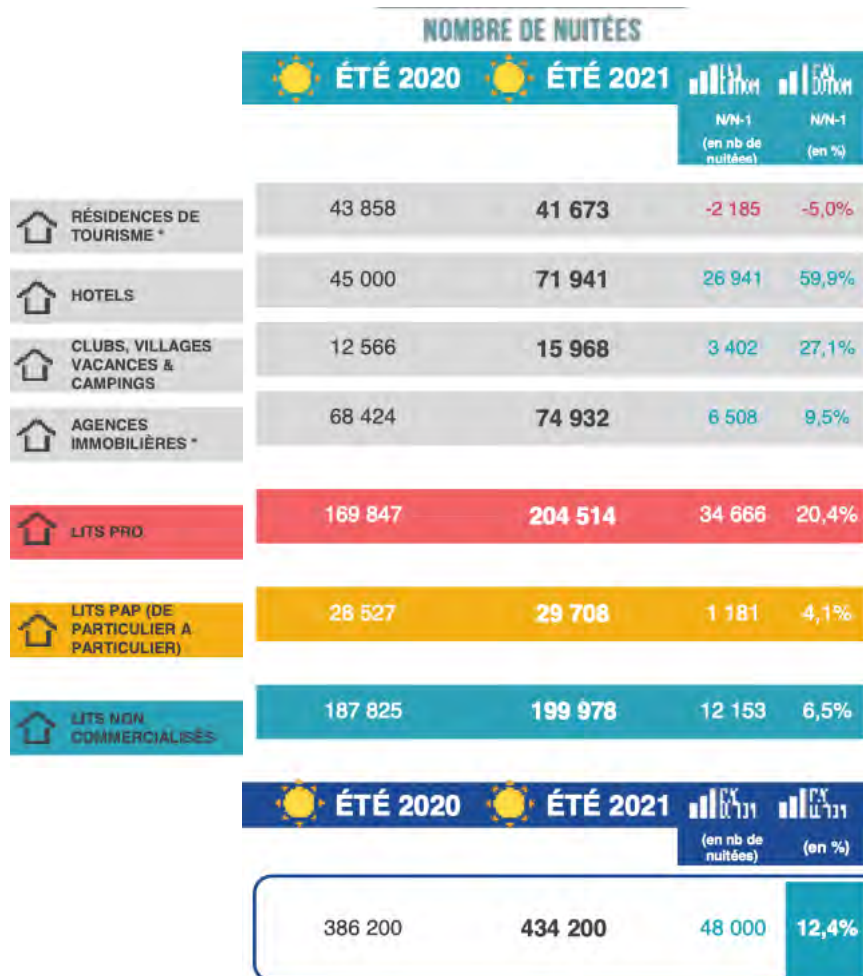 NOMBRE DE NUITÉES
ÉTÉ 2020 ÉTÉ 2021
N/N-1 N/N-1
(en nb de nuitées) (en %)
RÉSIDENCES DE TOURISME * 43 858 41 673 -2 185 -5,0%
HOTELS 45 000 71 941 26 941 59,9%
CLUBS, VILLAGES VACANCES & CAMPINGS 12 566 15 968 3 402 27,1%
AGENCES IMMOBILIÈRES * 68 424 74 932 6 508 9,5%
LITS PRO 169 847 204 514 34 666 20,4%
LITS PAP (DE PARTICULIER A PARTICULIER) 28 527 29 708 1 181 4,1%
LITS NON COMMERCIALISÉS 187 825 199 978 12 153 6,5%
ÉTÉ 2020 ÉTÉ 2021
(en nb de nuitées) (en %)
386 200 434 200 48 000 12,4%